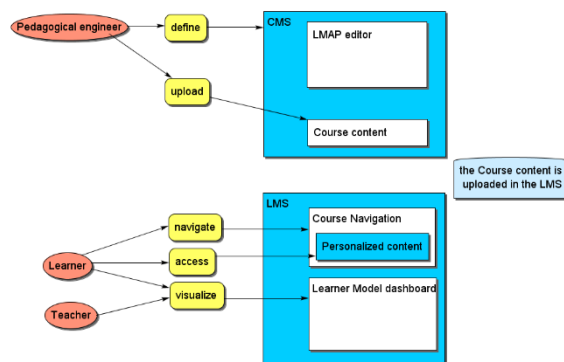 Pedagogical engineer
define
CMS
LMAP editor
upload
Course content
the Course content is
uploaded in the LMS
LMS
navigate
Course Navigation
Personalized content
Learner
access
visualize
Learner Model dashboard
Teacher